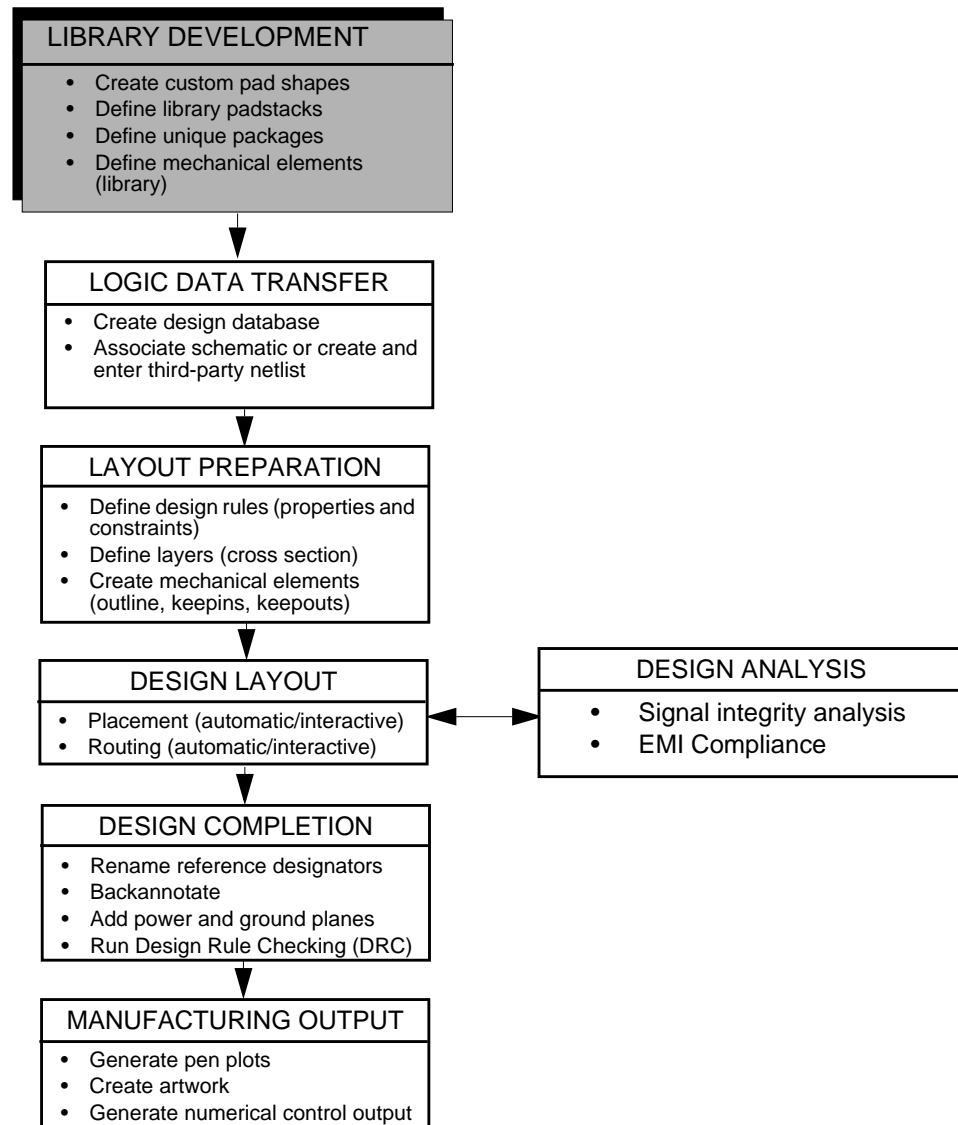 LIBRARY DEVELOPMENT
• Create custom pad shapes
• Define library padstacks
• Define unique packages
• Define mechanical elements
(library)
LOGIC DATA TRANSFER
• Create design database
• Associate schematic or create and
enter third-party netlist
LAYOUT PREPARATION
• Define design rules (properties and
constraints)
• Define layers (cross section)
• Create mechanical elements
(outline, keepins, keepouts)
DESIGN LAYOUT
• Placement (automatic/interactive)
• Routing (automatic/interactive)
DESIGN ANALYSIS
• Signal integrity analysis
• EMI Compliance
DESIGN COMPLETION
• Rename reference designators
• Backannotate
• Add power and ground planes
• Run Design Rule Checking (DRC)
MANUFACTURING OUTPUT
• Generate pen plots
• Create artwork
• Generate numerical control output